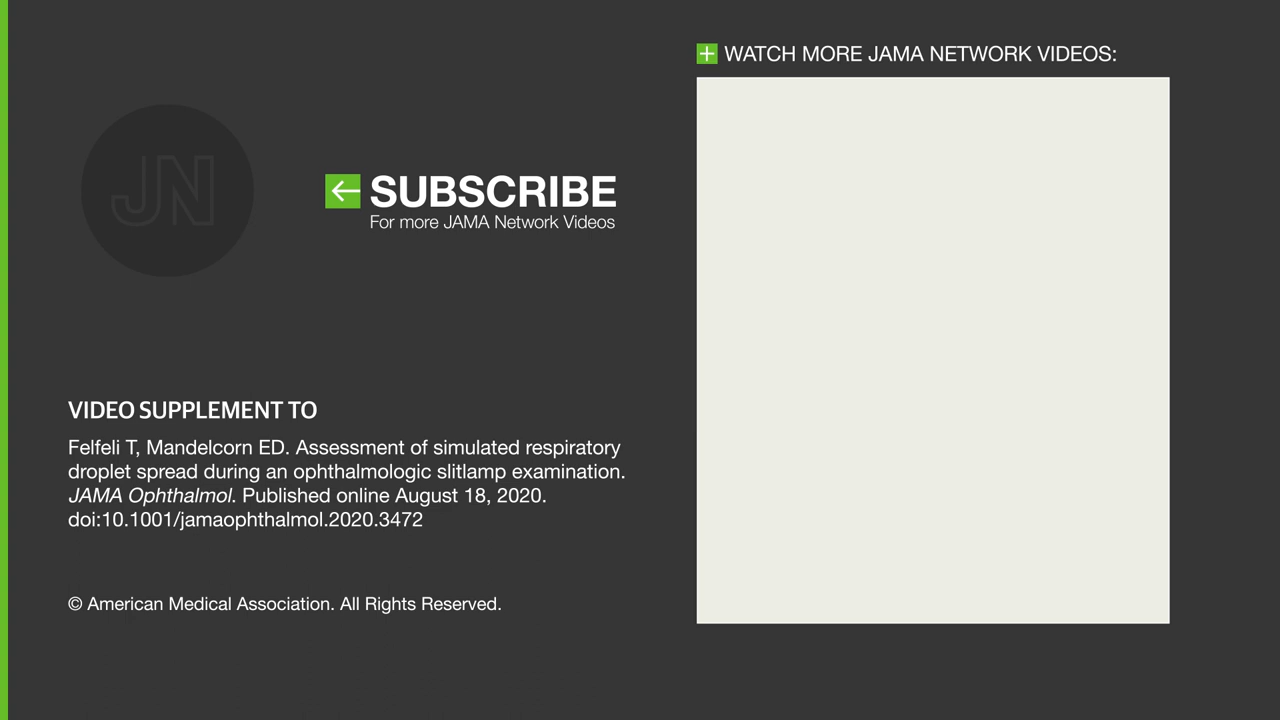 JN
SUBSCRIBE
For more JAMA Network Videos
VIDEO SUPPLEMENT TO
Felfeli T, Mandelcorn ED. Assessment of simulated respiratory
droplet spread during an ophthalmologic slitlamp examination.
JAMA Ophthalmol. Published online August 18, 2020.
doi:10.1001/jamaophthalmol.2020.3472
© American Medical Association. All Rights Reserved.
WATCH MORE JAMA NETWORK VIDEOS: